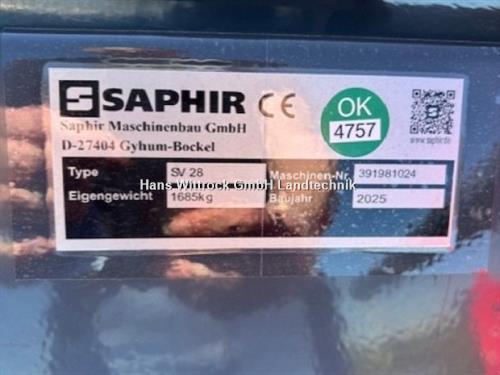 SAPHIR CE
OK
4757
Saphir Maschinenbau GmbH
D-27404 Gyhum-Bockel
www.saphir.de
Type SV 28 Maschinen-Nr. 391981024
Hans Wittrock GmbH Landtechnik
Eigengewicht 1685kg Baujahr 2025